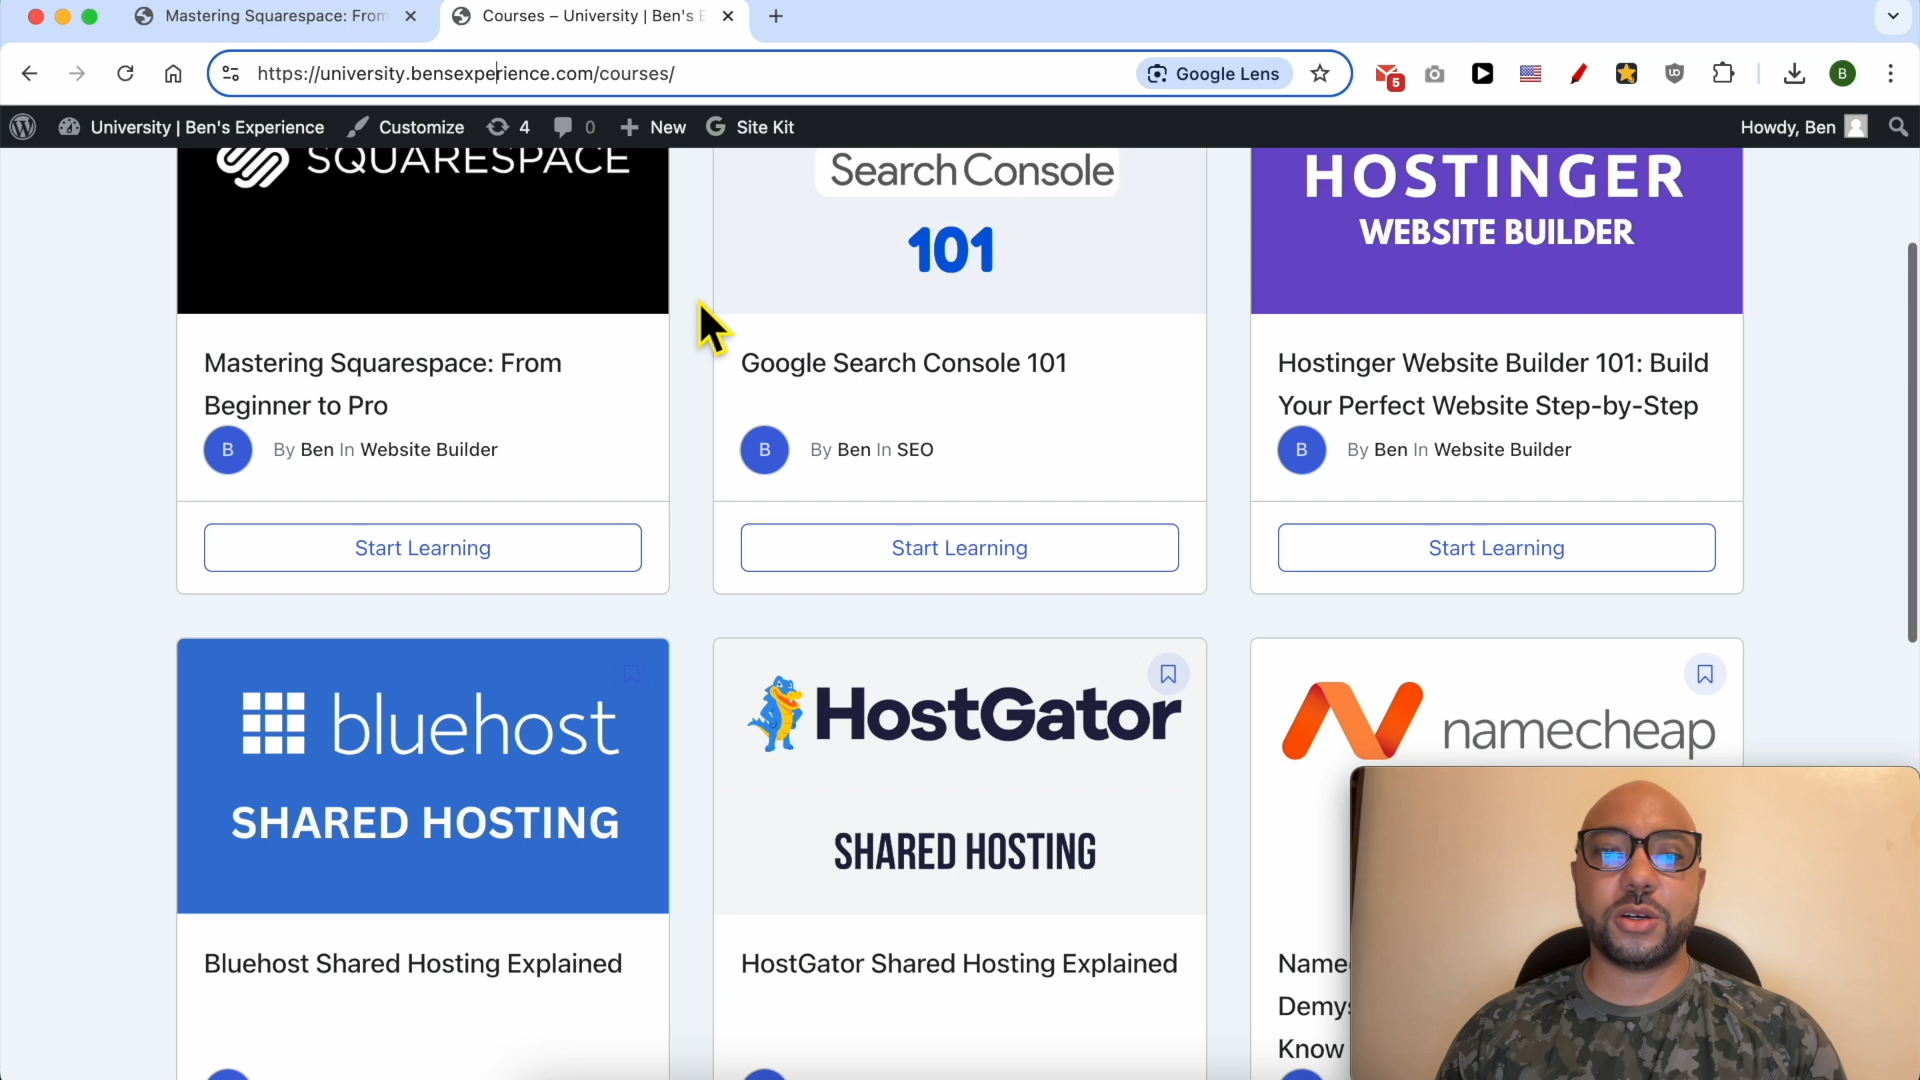 Mastering Squarespace: From
Courses – University | Ben's E
https://university.bensexperience.com/courses/
Google Lens
5
B
University | Ben's Experience
Customize
4
0
New
Site Kit
Howdy, Ben
SQUARESPACE
Search Console
101
HOSTINGER
WEBSITE BUILDER
Mastering Squarespace: From
Beginner to Pro
B
By Ben In Website Builder
Start Learning
Google Search Console 101
B
By Ben In SEO
Start Learning
Hostinger Website Builder 101: Build
Your Perfect Website Step-by-Step
B
By Ben In Website Builder
Start Learning
bluehost
SHARED HOSTING
HostGator
SHARED HOSTING
namecheap
Bluehost Shared Hosting Explained
HostGator Shared Hosting Explained
Name
Demys
Know